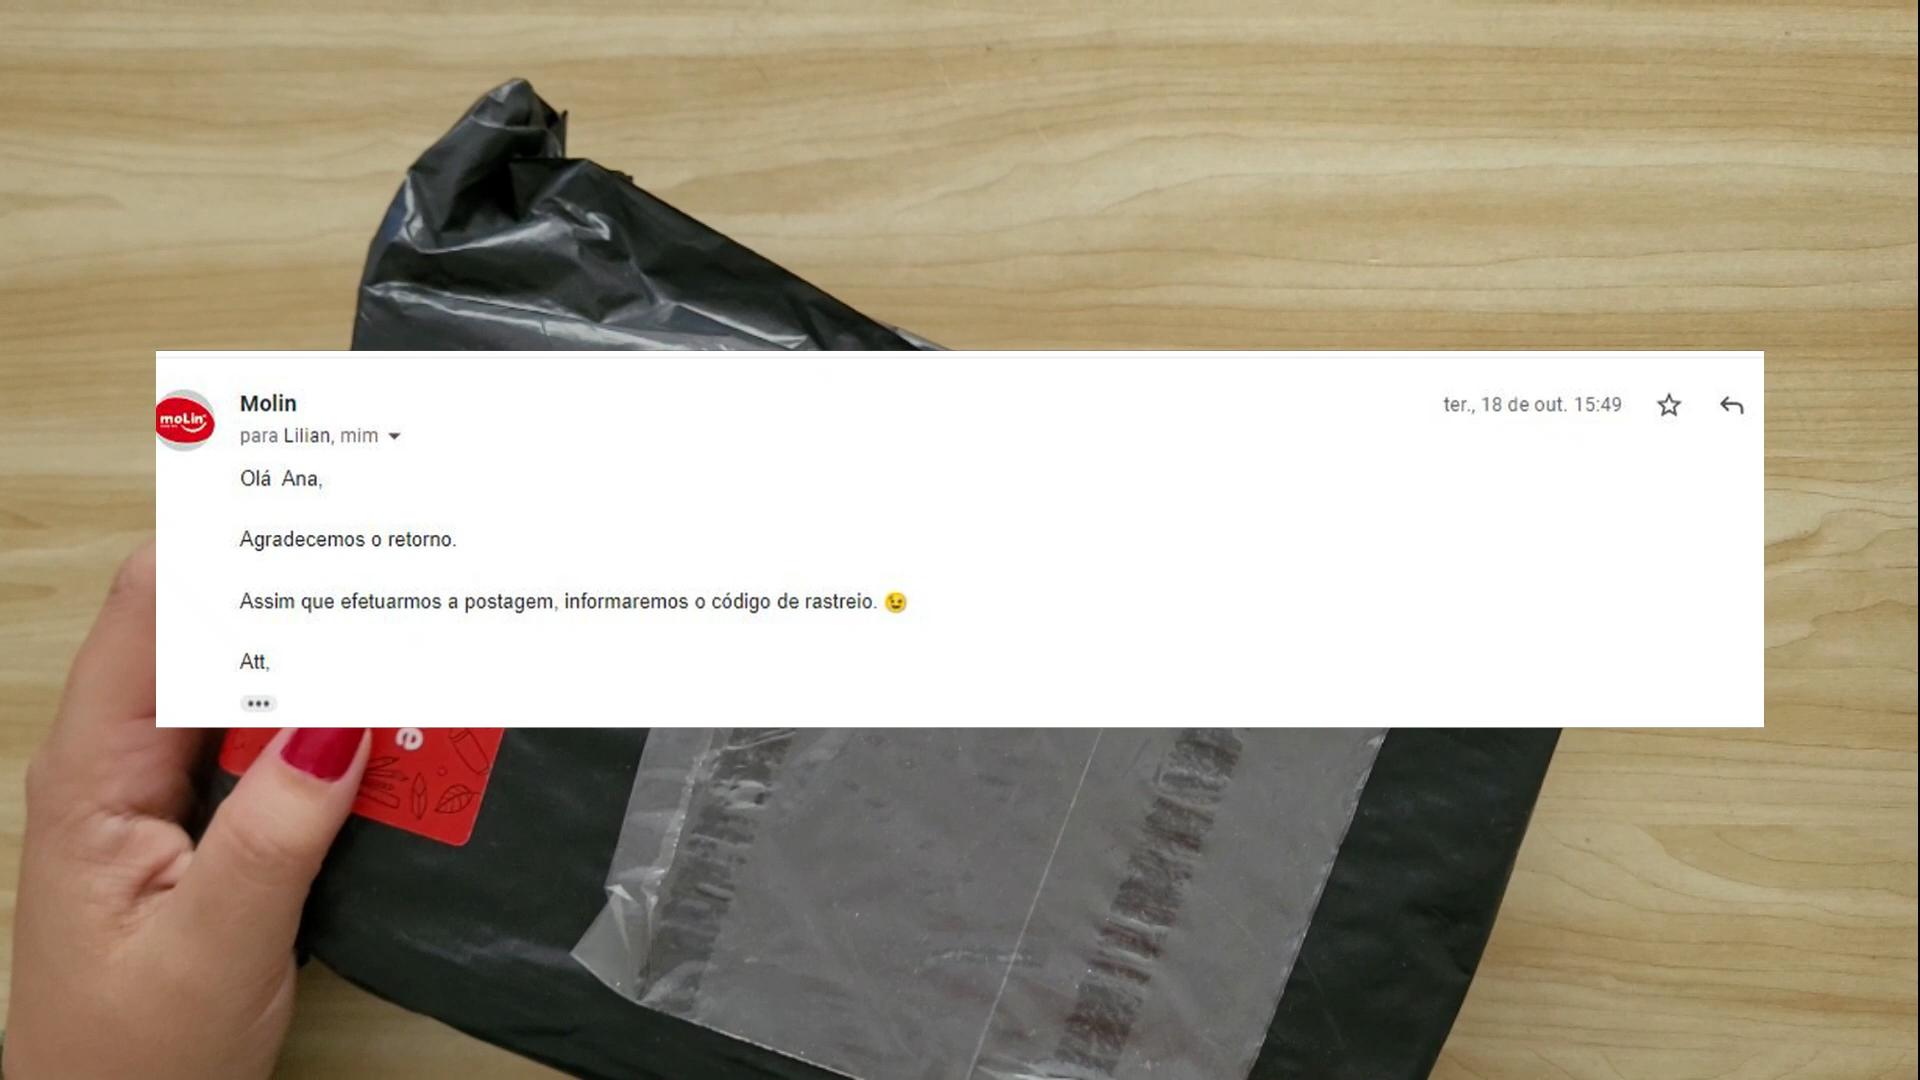 moLin
Molin
ter., 18 de out. 15:49
para Lilian, mim
Olá Ana,
Agradecemos o retorno.
Assim que efetuarmos a postagem, informaremos o código de rastreio. 😉
Att,
e